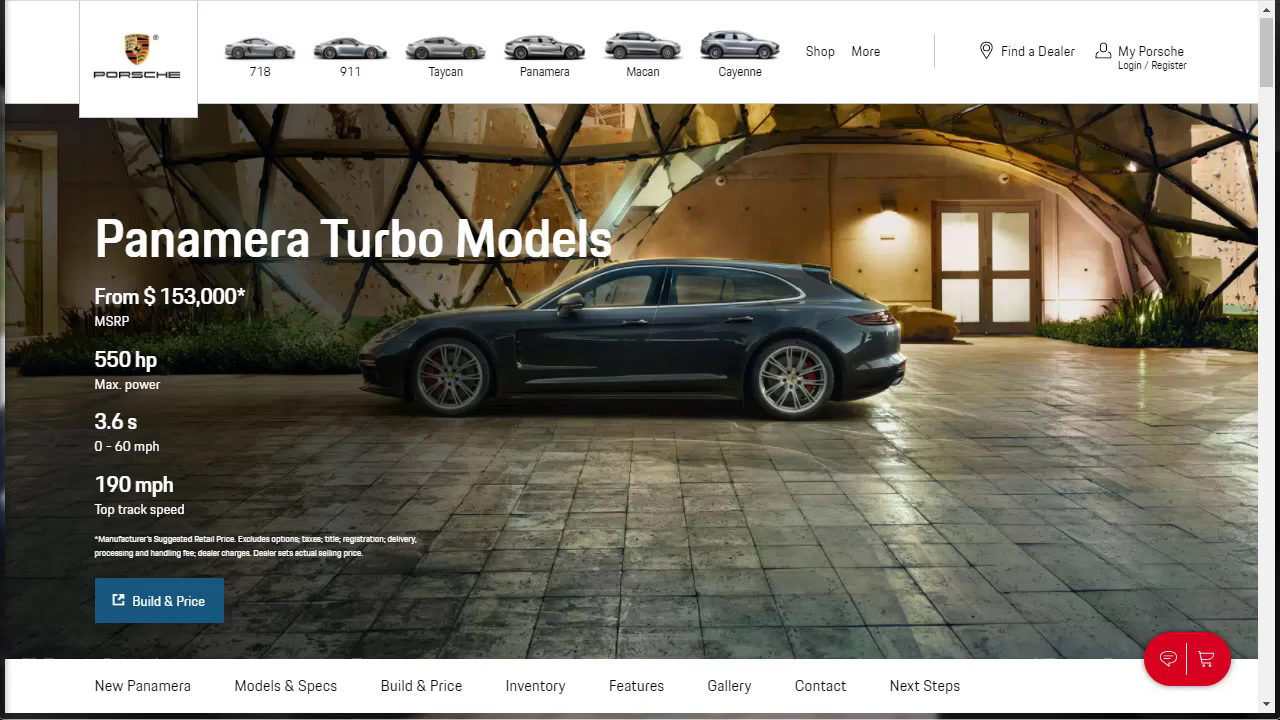 PORSCHE
®
718
911
Taycan
Panamera
Macan
Cayenne
Shop
More
Find a Dealer
My Porsche
Login / Register
Panamera Turbo Models
From $ 153,000*
MSRP
550 hp
Max. power
3.6 s
0 - 60 mph
190 mph
Top track speed
*Manufacturer's Suggested Retail Price. Excludes options; taxes; title; registration; delivery,
processing and handling fee; dealer charges. Dealer sets actual selling price.
Build & Price
New Panamera
Models & Specs
Build & Price
Inventory
Features
Gallery
Contact
Next Steps